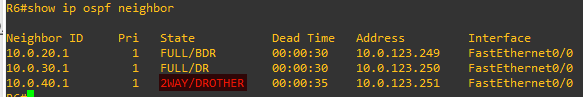 R6#show ip ospf neighbor
Neighbor ID     Pri   State           Dead Time   Address         Interface
10.0.20.1         1   FULL/BDR        00:00:30    10.0.123.249    FastEthernet0/0
10.0.30.1         1   FULL/DR         00:00:30    10.0.123.250    FastEthernet0/0
10.0.40.1         1   2WAY/DROTHER    00:00:35    10.0.123.251    FastEthernet0/0
R6#